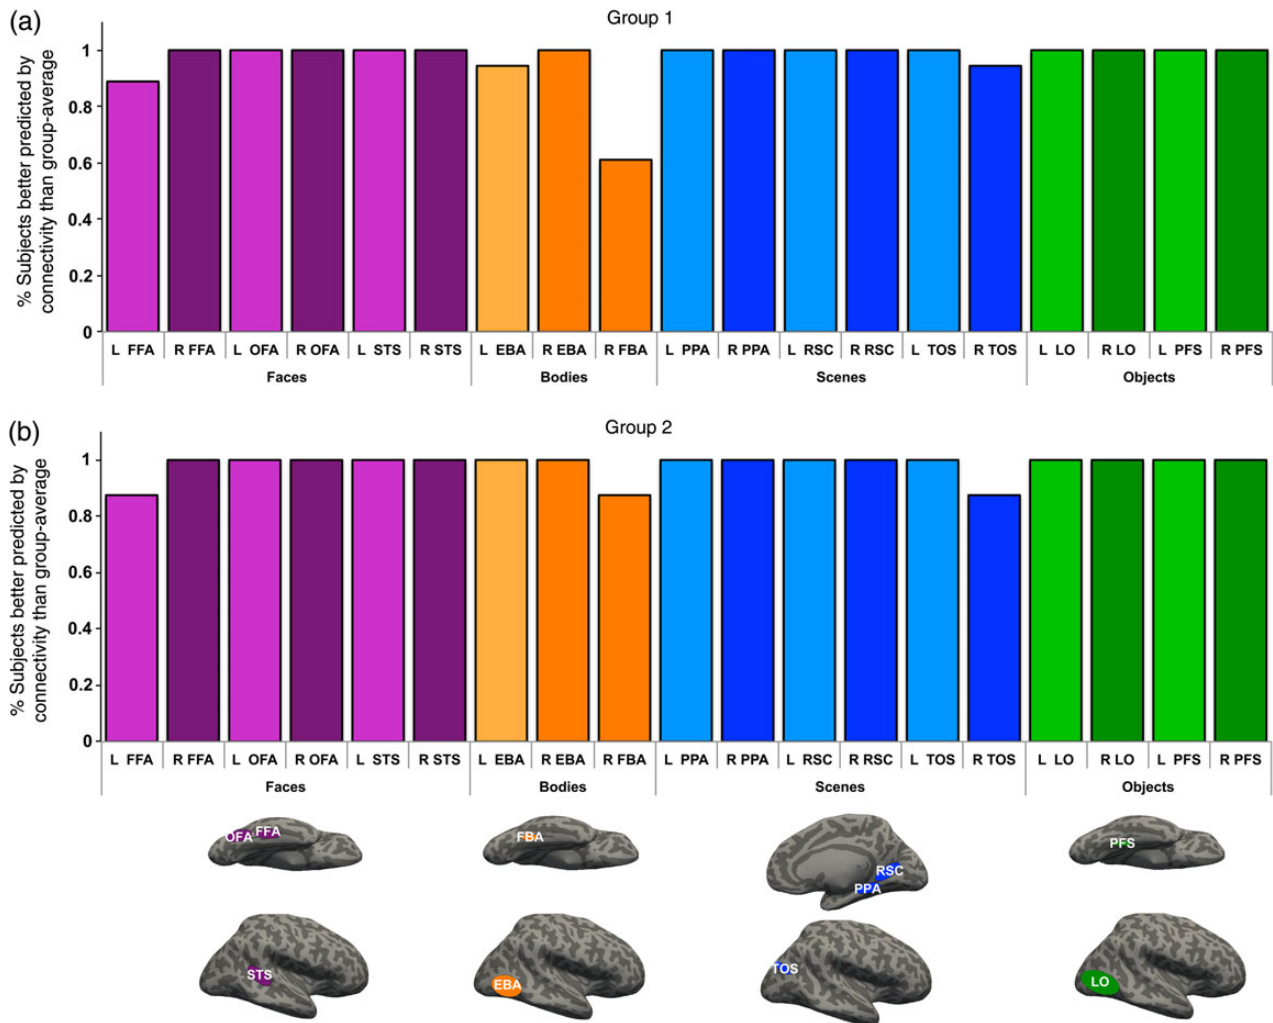 (a)
Group 1
% Subjects better predicted by
connectivity than group-average
1
0.8
0.6
0.4
0.2
0
L FFA R FFA L OFA R OFA L STS R STS L EBA R EBA R FBA L PPA R PPA L RSC R RSC L TOS R TOS L LO R LO L PFS R PFS
Faces Bodies Scenes Objects
(b)
Group 2
% Subjects better predicted by
connectivity than group-average
1
0.8
0.6
0.4
0.2
0
L FFA R FFA L OFA R OFA L STS R STS L EBA R EBA R FBA L PPA R PPA L RSC R RSC L TOS R TOS L LO R LO L PFS R PFS
Faces Bodies Scenes Objects
OFA FFA
FBA
RSC
PPA
PFS
STS
EBA
TOS
LO